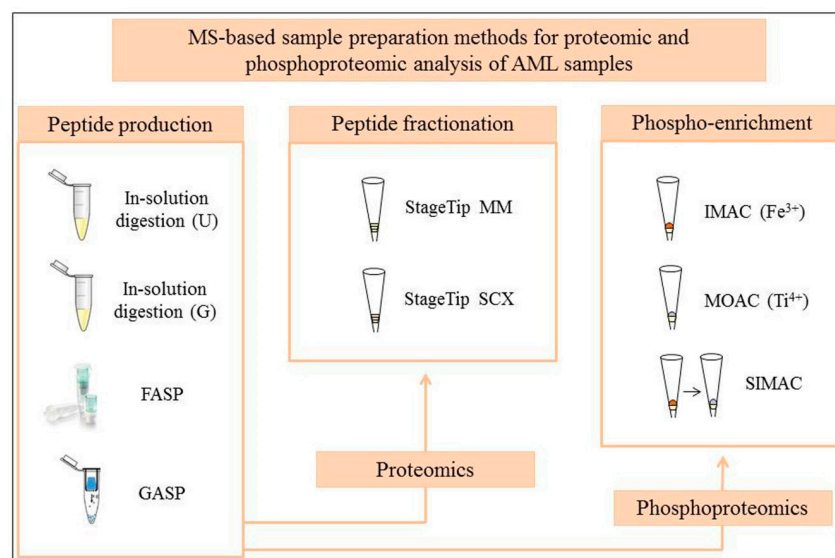 MS-based sample preparation methods for proteomic and
phosphoproteomic analysis of AML samples
Peptide production
In-solution
digestion (U)
In-solution
digestion (G)
FASP
GASP
Peptide fractionation
StageTip MM
StageTip SCX
Proteomics
Phospho-enrichment
IMAC (Fe³⁺)
MOAC (Ti⁴⁺)
SIMAC
Phosphoproteomics